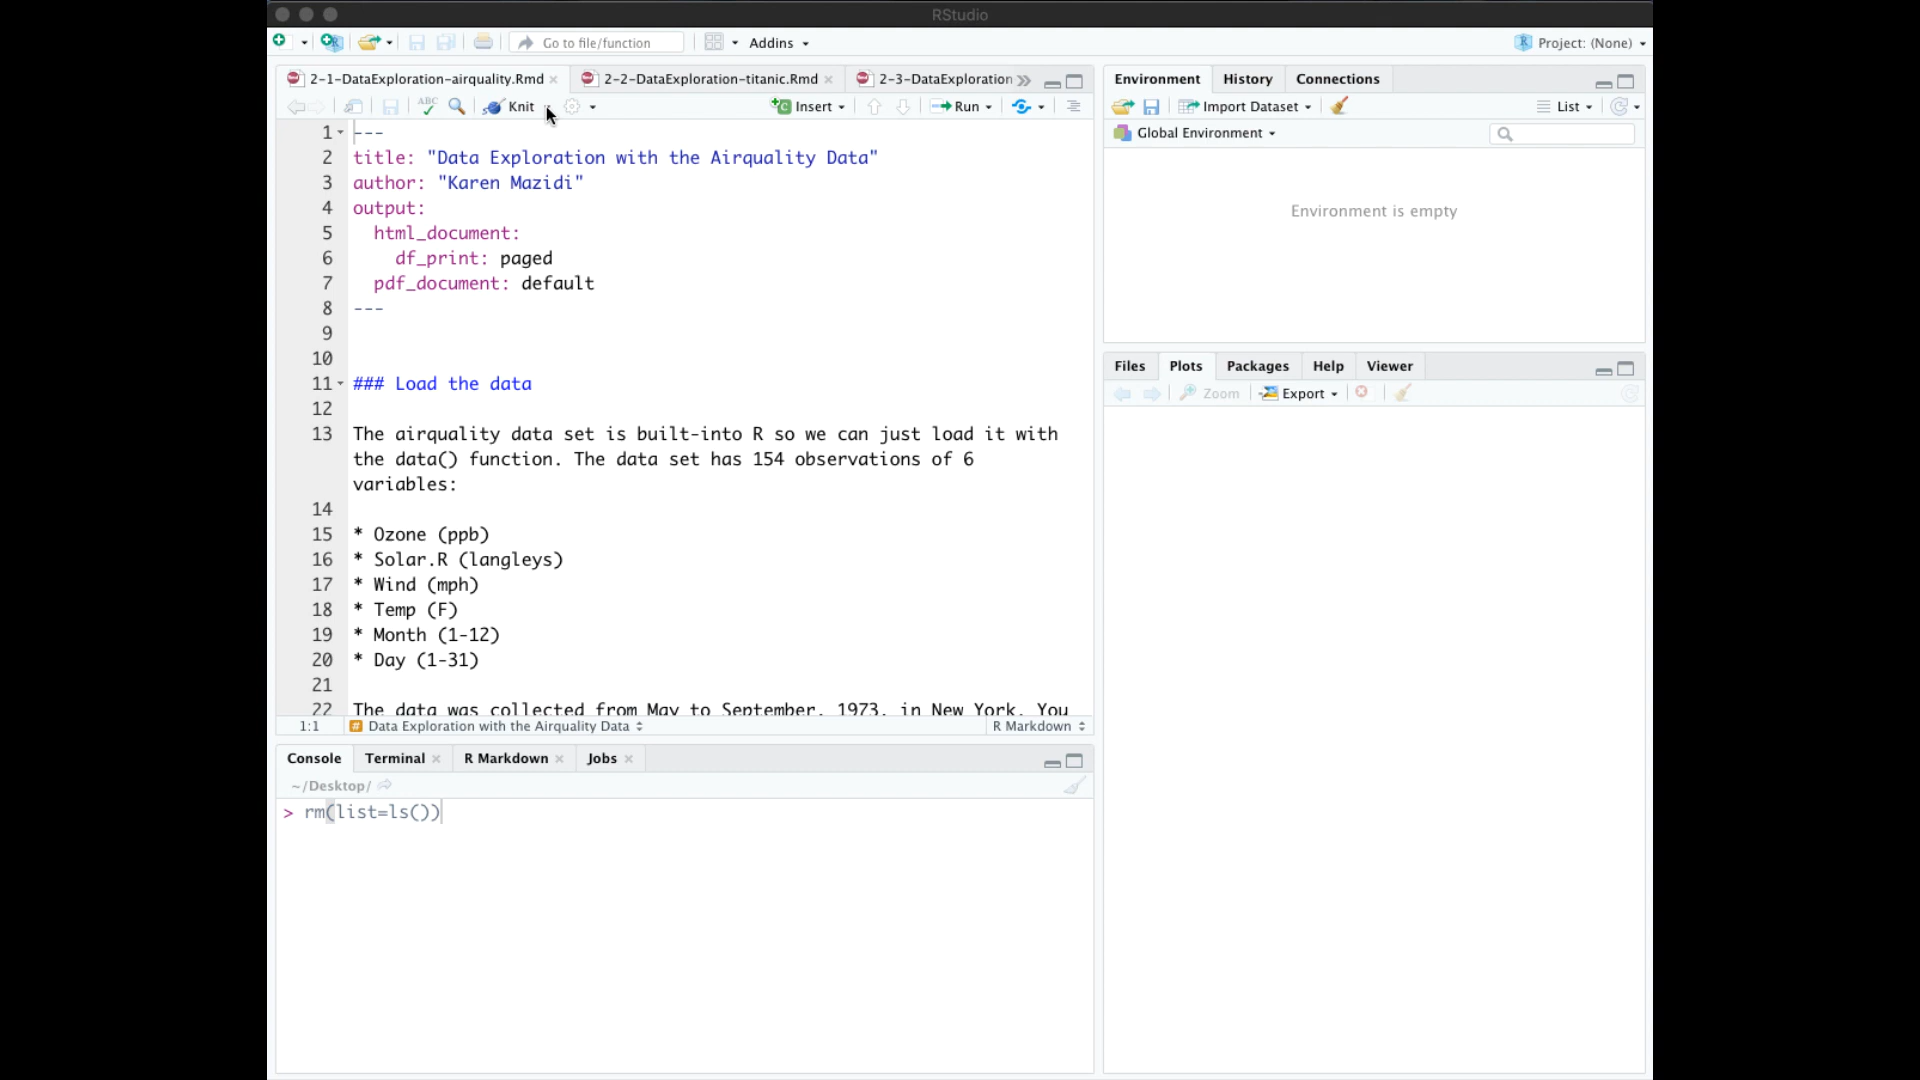 RStudio
Go to file/function
Addins
Project: (None)
2-1-DataExploration-airquality.Rmd
2-2-DataExploration-titanic.Rmd
2-3-DataExploration
ABC
Knit
Insert
Run
1 ---
2 title: "Data Exploration with the Airquality Data"
3 author: "Karen Mazidi"
4 output:
5 html_document:
6 df_print: paged
7 pdf_document: default
8 ---
9
10
11 ### Load the data
12
13 The airquality data set is built-into R so we can just load it with
the data() function. The data set has 154 observations of 6
variables:
14
15 * Ozone (ppb)
16 * Solar.R (langleys)
17 * Wind (mph)
18 * Temp (F)
19 * Month (1-12)
20 * Day (1-31)
21
22 The data was collected from May to September, 1973, in New York. You
1:1
Data Exploration with the Airquality Data
R Markdown
Console
Terminal
R Markdown
Jobs
~/Desktop/
> rm(list=ls())
Environment
History
Connections
Import Dataset
List
Global Environment
Environment is empty
Files
Plots
Packages
Help
Viewer
Zoom
Export